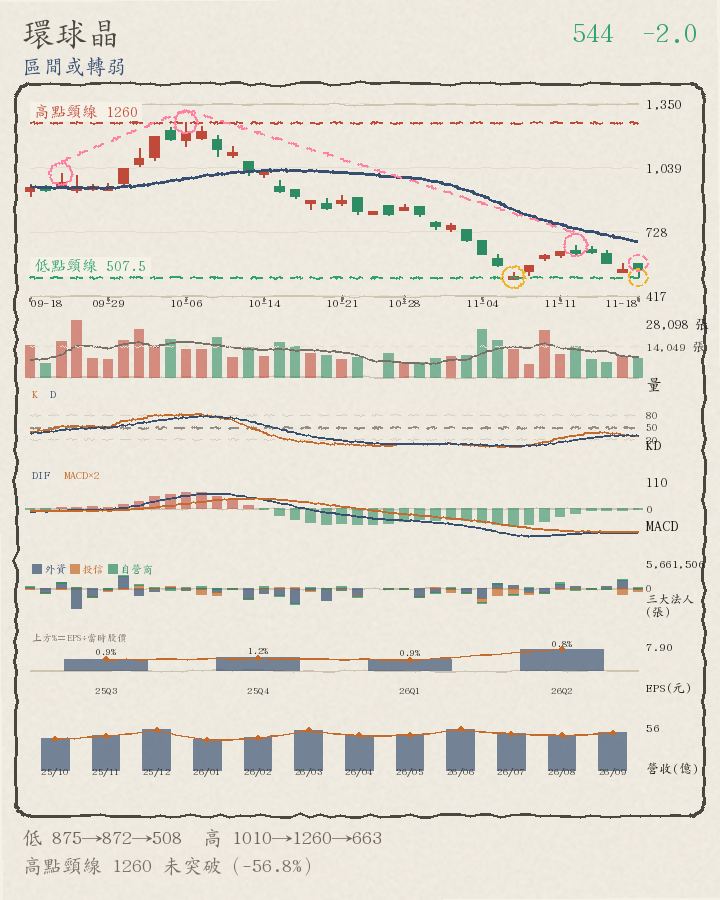 環球晶
544 -2.0
區間或轉弱
高點頸線 1260
1,350
1,039
728
低點頸線 507.5
417
09-18 09-29 10-06 10-14 10-21 10-28 11-04 11-11 11-18
28,098 張
14,049 張
量
K D
80
50
20
KD
DIF MACD×2
110
0
MACD
外資 投信 自營商
5,661,506
0
三大法人
(張)
上方%=EPS÷當時股價
0.9% 1.2% 0.9% 0.8%
7.90
25Q3 25Q4 26Q1 26Q2
EPS(元)
56
25/10 25/11 25/12 26/01 26/02 26/03 26/04 26/05 26/06 26/07 26/08 26/09
營收(億)
低 875→872→508 高 1010→1260→663
高點頸線 1260 未突破 (-56.8%)